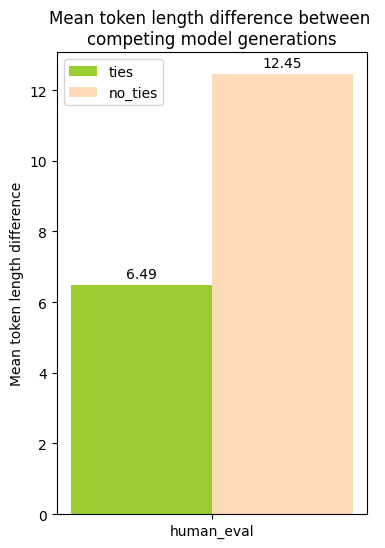 Mean token length difference between
competing model generations
ties
no_ties
12.45
6.49
Mean token length difference
12
10
8
6
4
2
0
human_eval